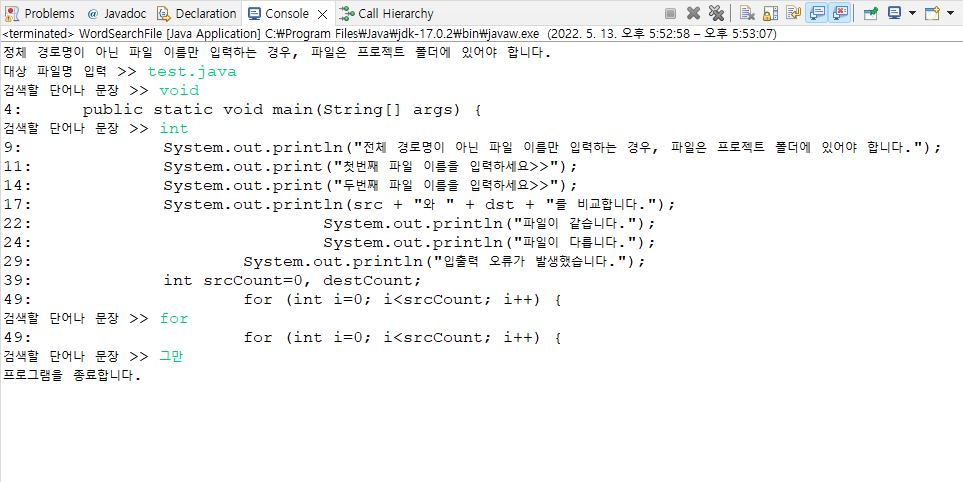 Problems @ Javadoc Declaration Console Call Hierarchy
<terminated> WordSearchFile [Java Application] C:₩Program Files₩Java₩jdk-17.0.2₩bin₩javaw.exe (2022. 5. 13. 오후 5:52:58 – 오후 5:53:07)
전체 경로명이 아닌 파일 이름만 입력하는 경우, 파일은 프로젝트 폴더에 있어야 합니다.
대상 파일명 입력 >> test.java
검색할 단어나 문장 >> void
4: public static void main(String[] args) {
검색할 단어나 문장 >> int
9: System.out.println("전체 경로명이 아닌 파일 이름만 입력하는 경우, 파일은 프로젝트 폴더에 있어야 합니다.");
11: System.out.print("첫번째 파일 이름을 입력하세요>>");
14: System.out.print("두번째 파일 이름을 입력하세요>>");
17: System.out.println(src + "와 " + dst + "를 비교합니다.");
22: System.out.println("파일이 같습니다.");
24: System.out.println("파일이 다릅니다.");
29: System.out.println("입출력 오류가 발생했습니다.");
39: int srcCount=0, destCount;
49: for (int i=0; i<srcCount; i++) {
검색할 단어나 문장 >> for
49: for (int i=0; i<srcCount; i++) {
검색할 단어나 문장 >> 그만
프로그램을 종료합니다.